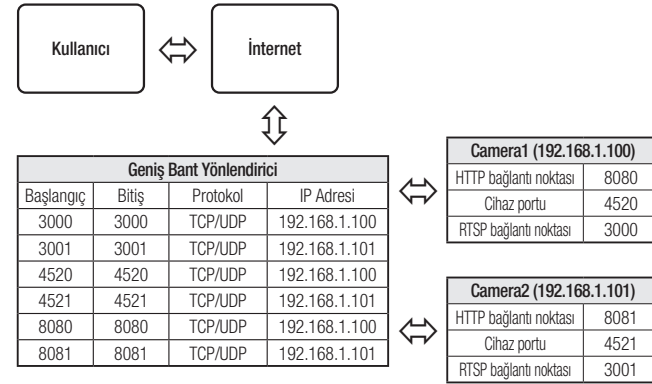 Kullanıcı
İnternet
Geniş Bant Yönlendirici
Başlangıç Bitiş Protokol IP Adresi
3000 3000 TCP/UDP 192.168.1.100
3001 3001 TCP/UDP 192.168.1.101
4520 4520 TCP/UDP 192.168.1.100
4521 4521 TCP/UDP 192.168.1.101
8080 8080 TCP/UDP 192.168.1.100
8081 8081 TCP/UDP 192.168.1.101
Camera1 (192.168.1.100)
HTTP bağlantı noktası 8080
Cihaz portu 4520
RTSP bağlantı noktası 3000
Camera2 (192.168.1.101)
HTTP bağlantı noktası 8081
Cihaz portu 4521
RTSP bağlantı noktası 3001